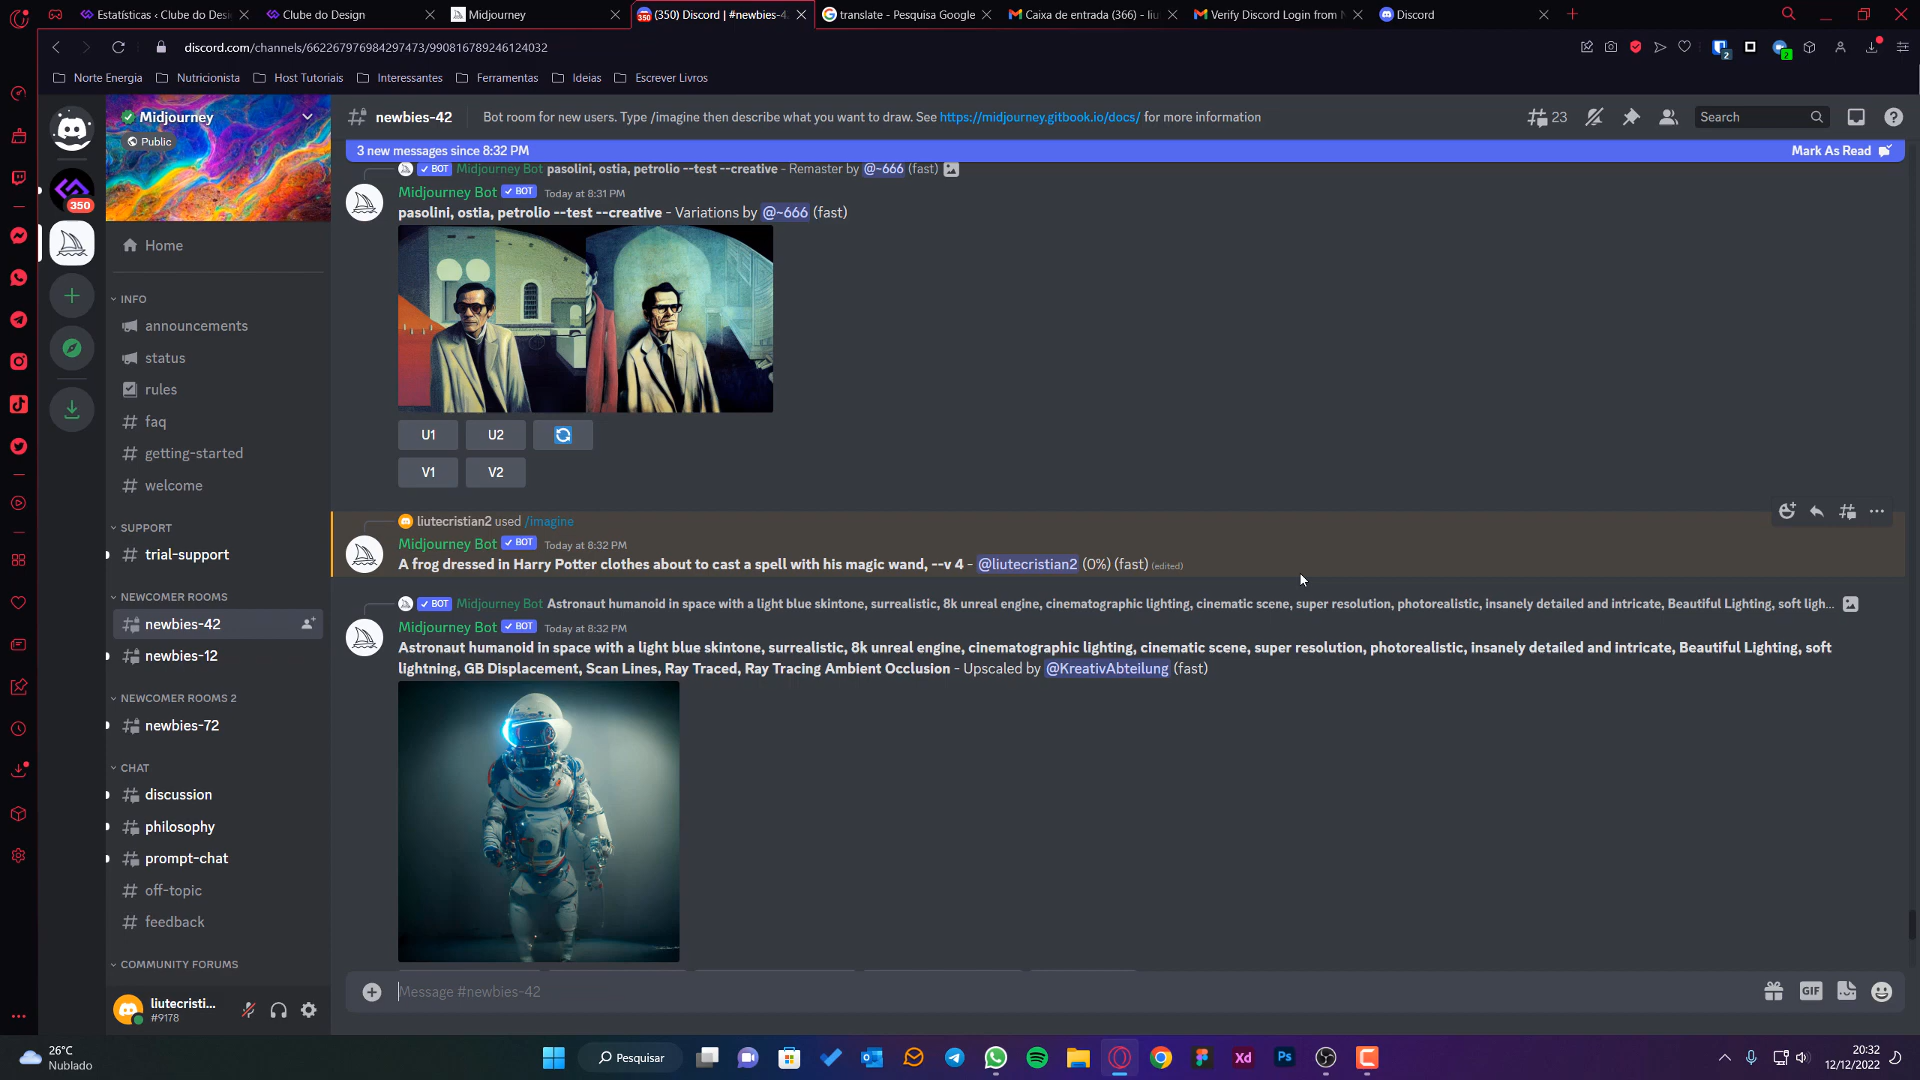 Estatísticas ‹ Clube do Desi
Clube do Design
Midjourney
(350) Discord | #newbies-4
translate - Pesquisa Google
Caixa de entrada (366) - liu
Verify Discord Login from N
Discord
discord.com/channels/662267976984297473/990816789246124032
2
2
Norte Energia
Nutricionista
Host Tutoriais
Interessantes
Ferramentas
Ideias
Escrever Livros
Midjourney
Public
350
Home
INFO
announcements
status
rules
faq
getting-started
welcome
SUPPORT
trial-support
NEWCOMER ROOMS
newbies-42
newbies-12
NEWCOMER ROOMS 2
newbies-72
CHAT
discussion
philosophy
prompt-chat
off-topic
feedback
COMMUNITY FORUMS
liutecristi...
#9178
newbies-42
Bot room for new users. Type /imagine then describe what you want to draw. See https://midjourney.gitbook.io/docs/ for more information
23
Search
3 new messages since 8:32 PM
Mark As Read
BOT Midjourney Bot pasolini, ostia, petrolio --test --creative - Remaster by @~666 (fast)
Midjourney Bot BOT Today at 8:31 PM
pasolini, ostia, petrolio --test --creative - Variations by @~666 (fast)
U1 U2
V1 V2
liutecristian2 used /imagine
Midjourney Bot BOT Today at 8:32 PM
A frog dressed in Harry Potter clothes about to cast a spell with his magic wand, --v 4 - @liutecristian2 (0%) (fast) (edited)
BOT Midjourney Bot Astronaut humanoid in space with a light blue skintone, surrealistic, 8k unreal engine, cinematographic lighting, cinematic scene, super resolution, photorealistic, insanely detailed and intricate, Beautiful Lighting, soft ligh...
Midjourney Bot BOT Today at 8:32 PM
Astronaut humanoid in space with a light blue skintone, surrealistic, 8k unreal engine, cinematographic lighting, cinematic scene, super resolution, photorealistic, insanely detailed and intricate, Beautiful Lighting, soft
lightning, GB Displacement, Scan Lines, Ray Traced, Ray Tracing Ambient Occlusion - Upscaled by @KreativAbteilung (fast)
Message #newbies-42
GIF
26°C
Nublado
Pesquisar
Xd
Ps
20:32
12/12/2022